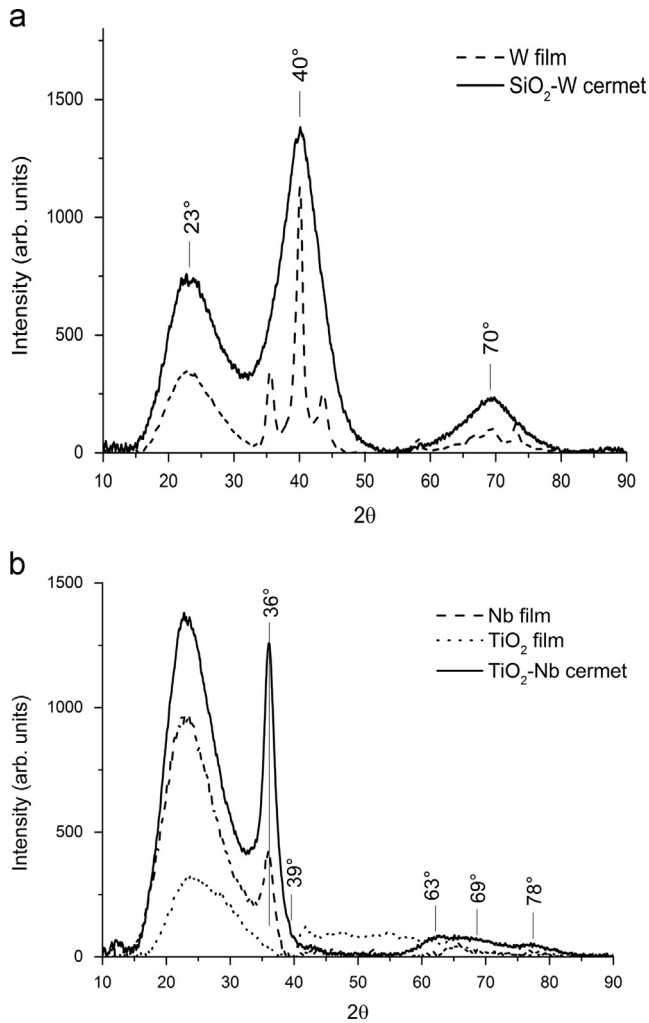 a
40°
W film
SiO₂-W cermet
1500
1000
500
0
23°
70°
Intensity (arb. units)
10 20 30 40 50 60 70 80 90
2θ
b
1500
1000
500
0
36°
39°
63°
69°
78°
Nb film
TiO₂ film
TiO₂-Nb cermet
Intensity (arb. units)
10 20 30 40 50 60 70 80 90
2θ